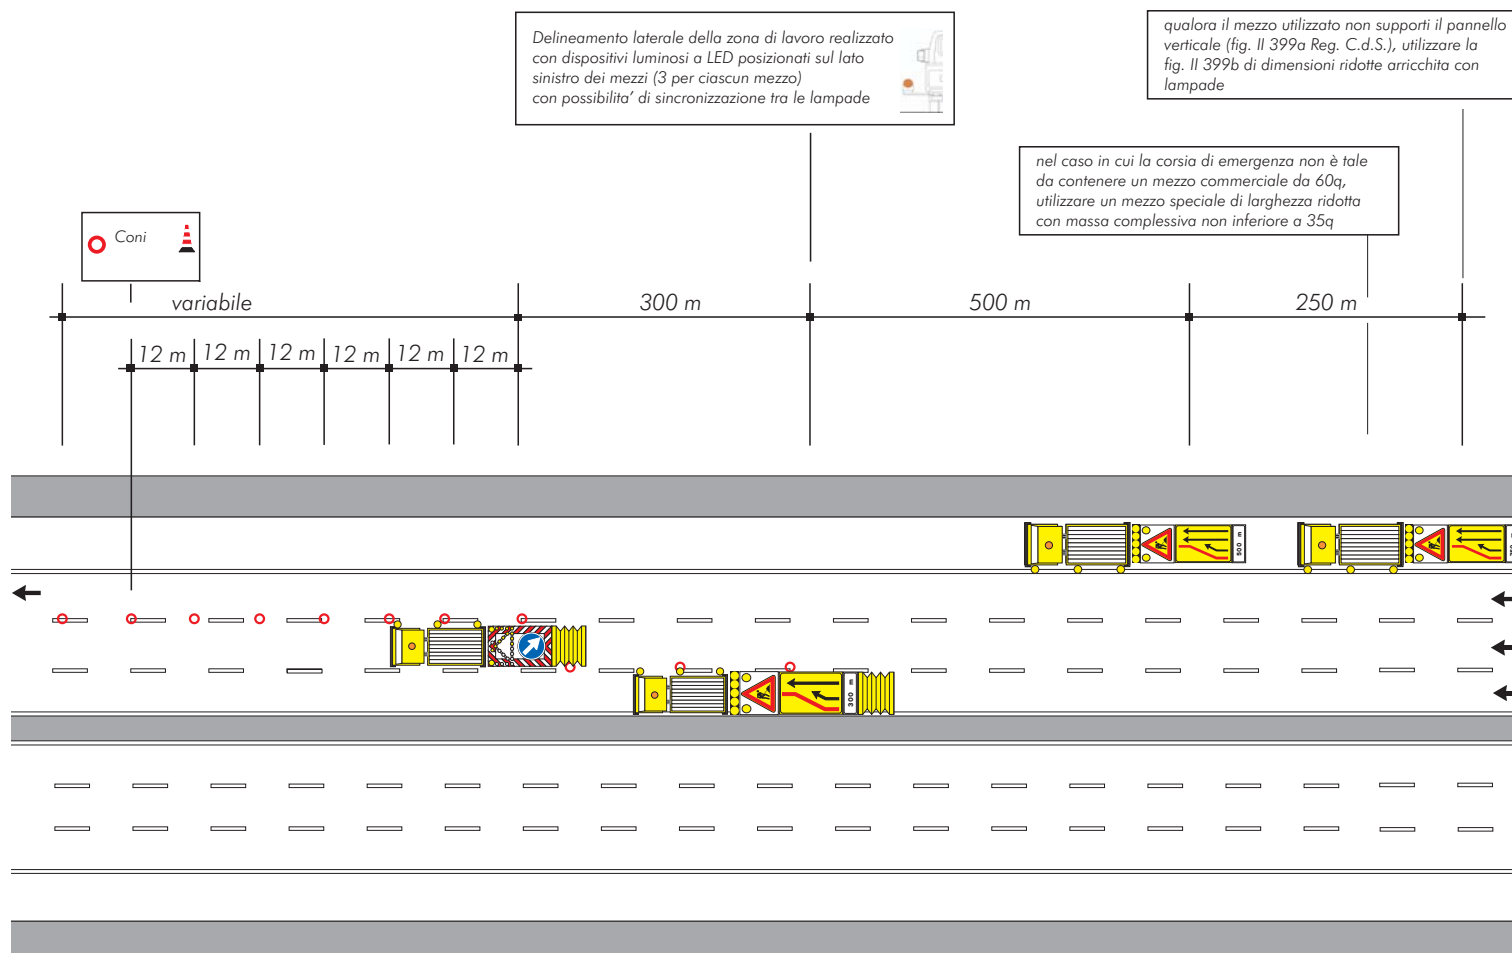 Delineamento laterale della zona di lavoro realizzato
con dispositivi luminosi a LED posizionati sul lato
sinistro dei mezzi (3 per ciascun mezzo)
con possibilita' di sincronizzazione tra le lampade
qualora il mezzo utilizzato non supporti il pannello
verticale (fig. II 399a Reg. C.d.S.), utilizzare la
fig. II 399b di dimensioni ridotte arricchita con
lampade
nel caso in cui la corsia di emergenza non è tale
da contenere un mezzo commerciale da 60q,
utilizzare un mezzo speciale di larghezza ridotta
con massa complessiva non inferiore a 35q
Coni
variabile
300 m
500 m
250 m
12 m
12 m
12 m
12 m
12 m
12 m
500 m
300 m